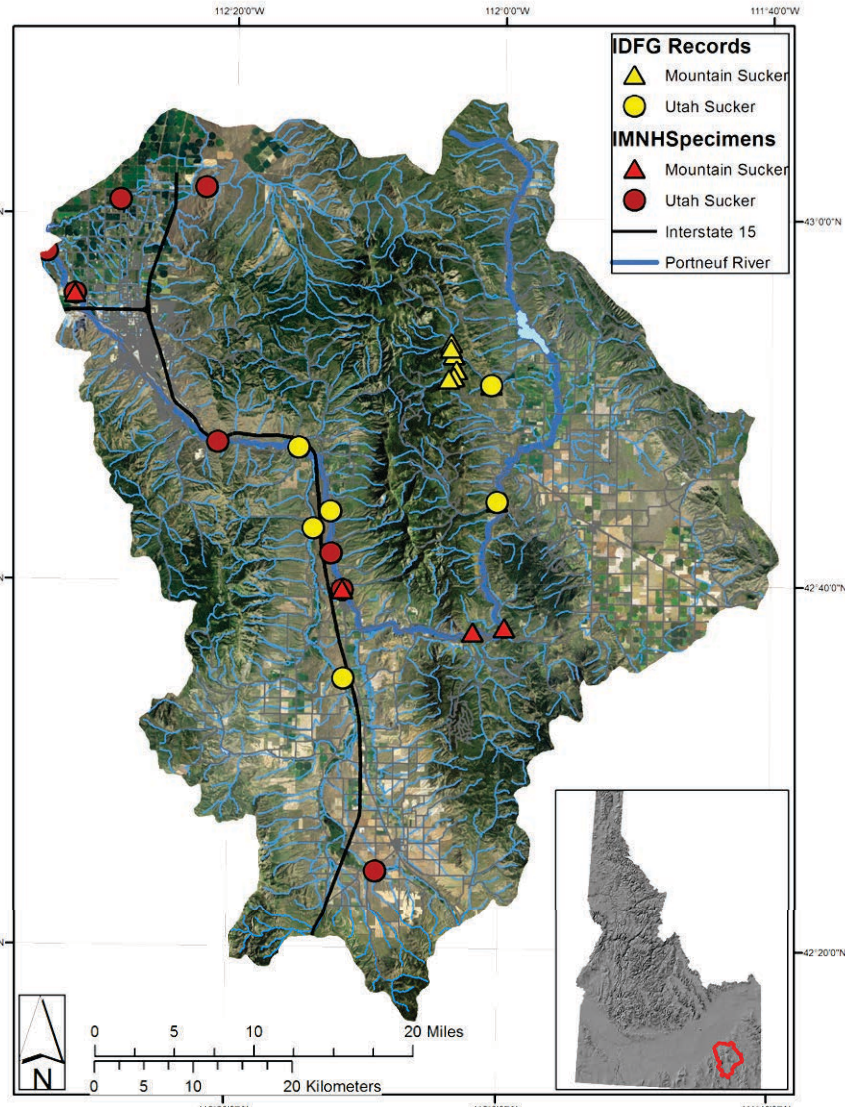 112°20'0"W 112°0'0"W 111°40'0"W
IDFG Records
Mountain Sucker
Utah Sucker
IMNHSpecimens
Mountain Sucker
Utah Sucker
Interstate 15
Portneuf River
43°0'0"N
42°40'0"N
42°20'0"N
0 5 10 20 Miles
0 5 10 20 Kilometers
N